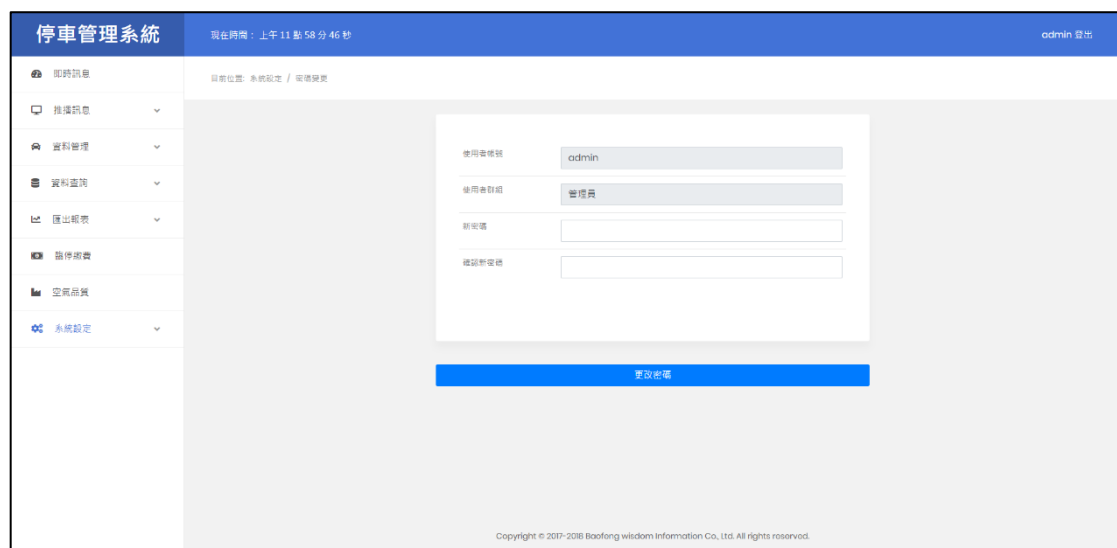 停車管理系統
現在時間： 上午 11 點 58 分 46 秒
admin 登出
即時訊息
推播訊息
資料管理
資料查詢
匯出報表
臨停繳費
空氣品質
系統設定
目前位置: 系統設定 / 密碼變更
使用者帳號
admin
使用者群組
管理員
新密碼
確認新密碼
更改密碼
Copyright © 2017-2018 Baofeng wisdom Information Co., Ltd. All rights reserved.